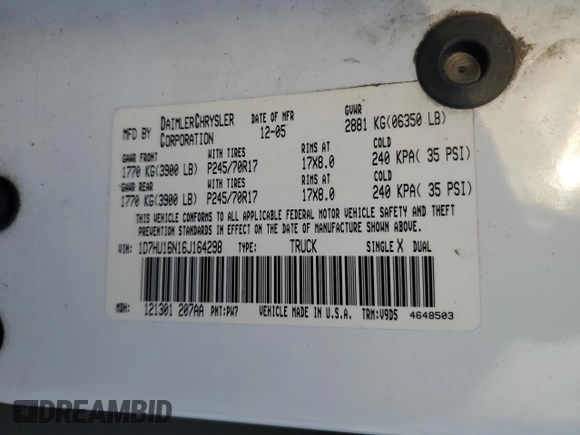 MFD BY DAIMLERCHRYSLER CORPORATION DATE OF MFR 12-05 GVWR 2881 KG(06350 LB)
GAWR FRONT WITH TIRES RIMS AT COLD
1770 KG(3900 LB) P245/70R17 17X8.0 240 KPA( 35 PSI)
GAWR REAR WITH TIRES RIMS AT COLD
1770 KG(3900 LB) P245/70R17 17X8.0 240 KPA( 35 PSI)
THIS VEHICLE CONFORMS TO ALL APPLICABLE FEDERAL MOTOR VEHICLE SAFETY AND THEFT
PREVENTION STANDARDS IN EFFECT ON THE DATE OF MANUFACTURE SHOWN ABOVE.
VIN: 1D7HU16N16J164298 TYPE: TRUCK SINGLE X DUAL
MDH: 121301 207AA PNT:PW7 VEHICLE MADE IN U.S.A. TRM:V9D5 4648503
DREAMBID